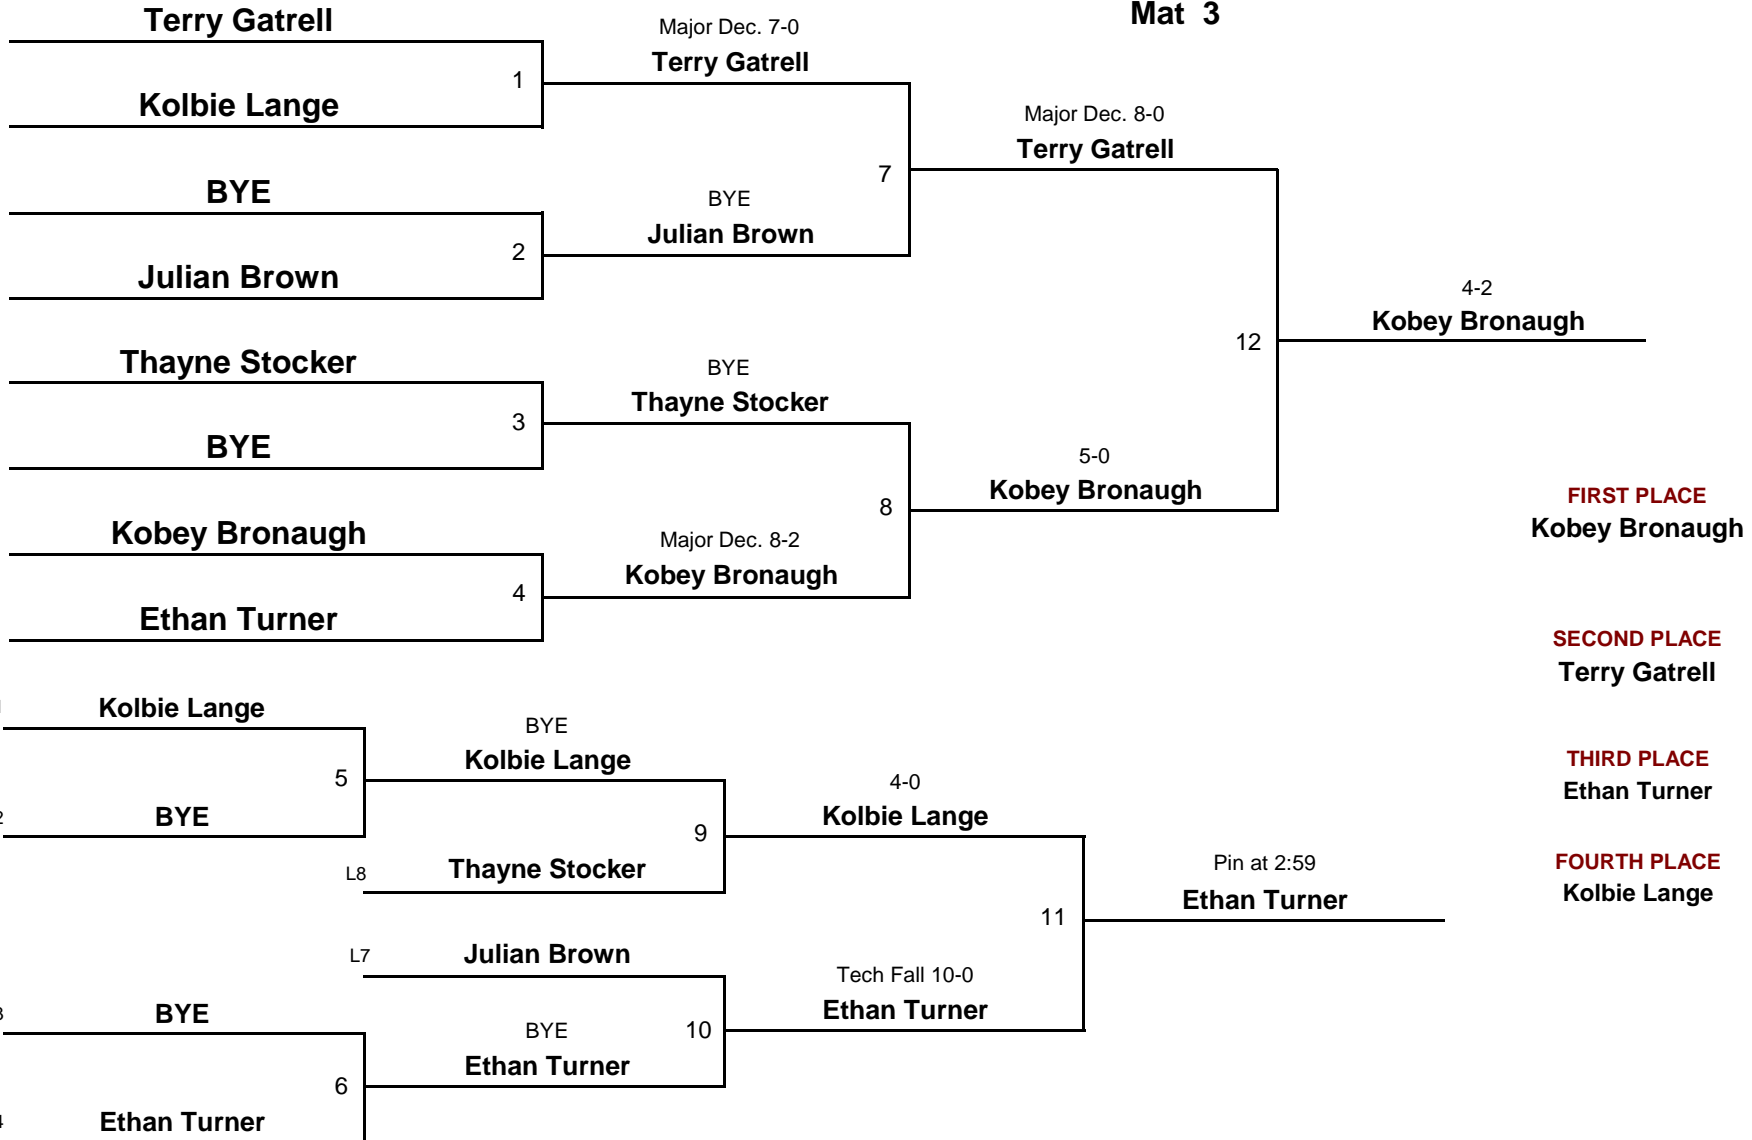 Mat 3
Terry Gatrell
1
Kolbie Lange
Major Dec. 7-0
Terry Gatrell
BYE
2
Julian Brown
BYE
Julian Brown
7
Major Dec. 8-0
Terry Gatrell
Thayne Stocker
3
BYE
BYE
Thayne Stocker
Kobey Bronaugh
4
Ethan Turner
Major Dec. 8-2
Kobey Bronaugh
8
5-0
Kobey Bronaugh
12
4-2
Kobey Bronaugh
FIRST PLACE
Kobey Bronaugh
SECOND PLACE
Terry Gatrell
THIRD PLACE
Ethan Turner
FOURTH PLACE
Kolbie Lange
Kolbie Lange
5
BYE
BYE
Kolbie Lange
9
L8
Thayne Stocker
4-0
Kolbie Lange
L7
Julian Brown
BYE
6
Ethan Turner
BYE
Ethan Turner
10
Tech Fall 10-0
Ethan Turner
11
Pin at 2:59
Ethan Turner